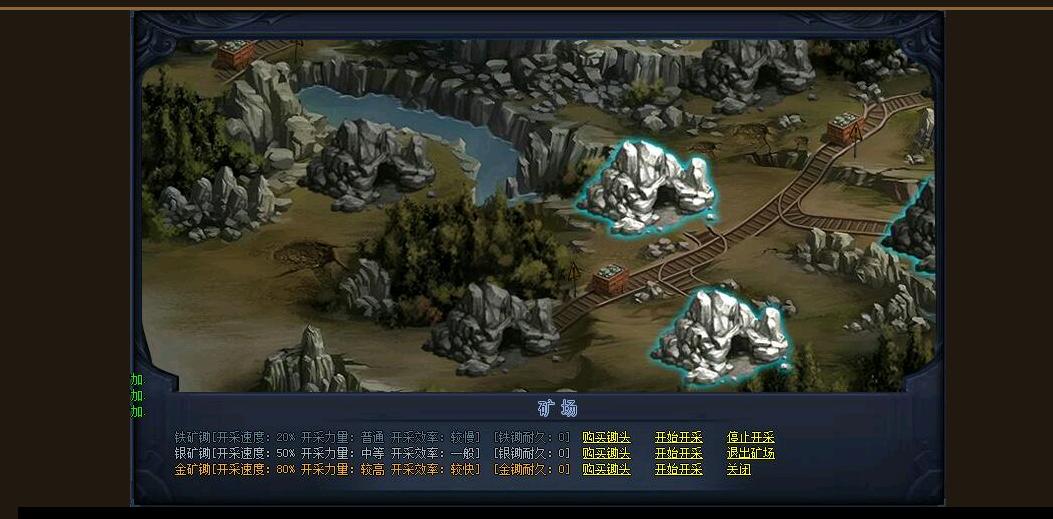 加
加
加
矿 场
铁矿锄[开采速度: 20% 开采力量: 普通 开采效率: 较慢] [铁锄耐久: 0] 购买锄头 开始开采 停止开采
银矿锄[开采速度: 50% 开采力量: 中等 开采效率: 一般] [银锄耐久: 0] 购买锄头 开始开采 退出矿场
金矿锄[开采速度: 80% 开采力量: 较高 开采效率: 较快] [金锄耐久: 0] 购买锄头 开始开采 关闭